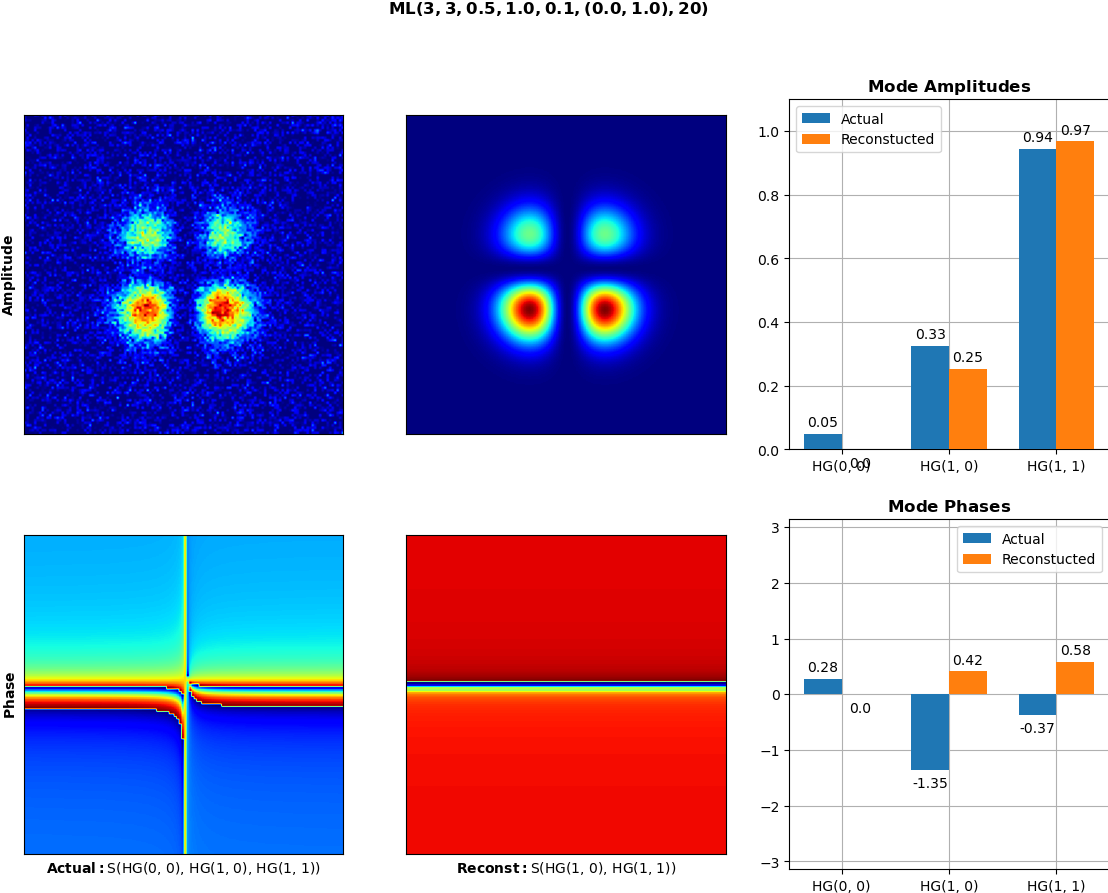 ML(3, 3, 0.5, 1.0, 0.1, (0.0, 1.0), 20)
Amplitude
Mode Amplitudes
Actual
Reconstucted
1.0
0.8
0.6
0.4
0.2
0.0
0.05
0.0
0.33
0.25
0.94
0.97
HG(0, 0)
HG(1, 0)
HG(1, 1)
Phase
Actual: S(HG(0, 0), HG(1, 0), HG(1, 1))
Reconst: S(HG(1, 0), HG(1, 1))
Mode Phases
Actual
Reconstucted
3
2
1
0
−1
−2
−3
0.28
0.0
-1.35
0.42
-0.37
0.58
HG(0, 0)
HG(1, 0)
HG(1, 1)